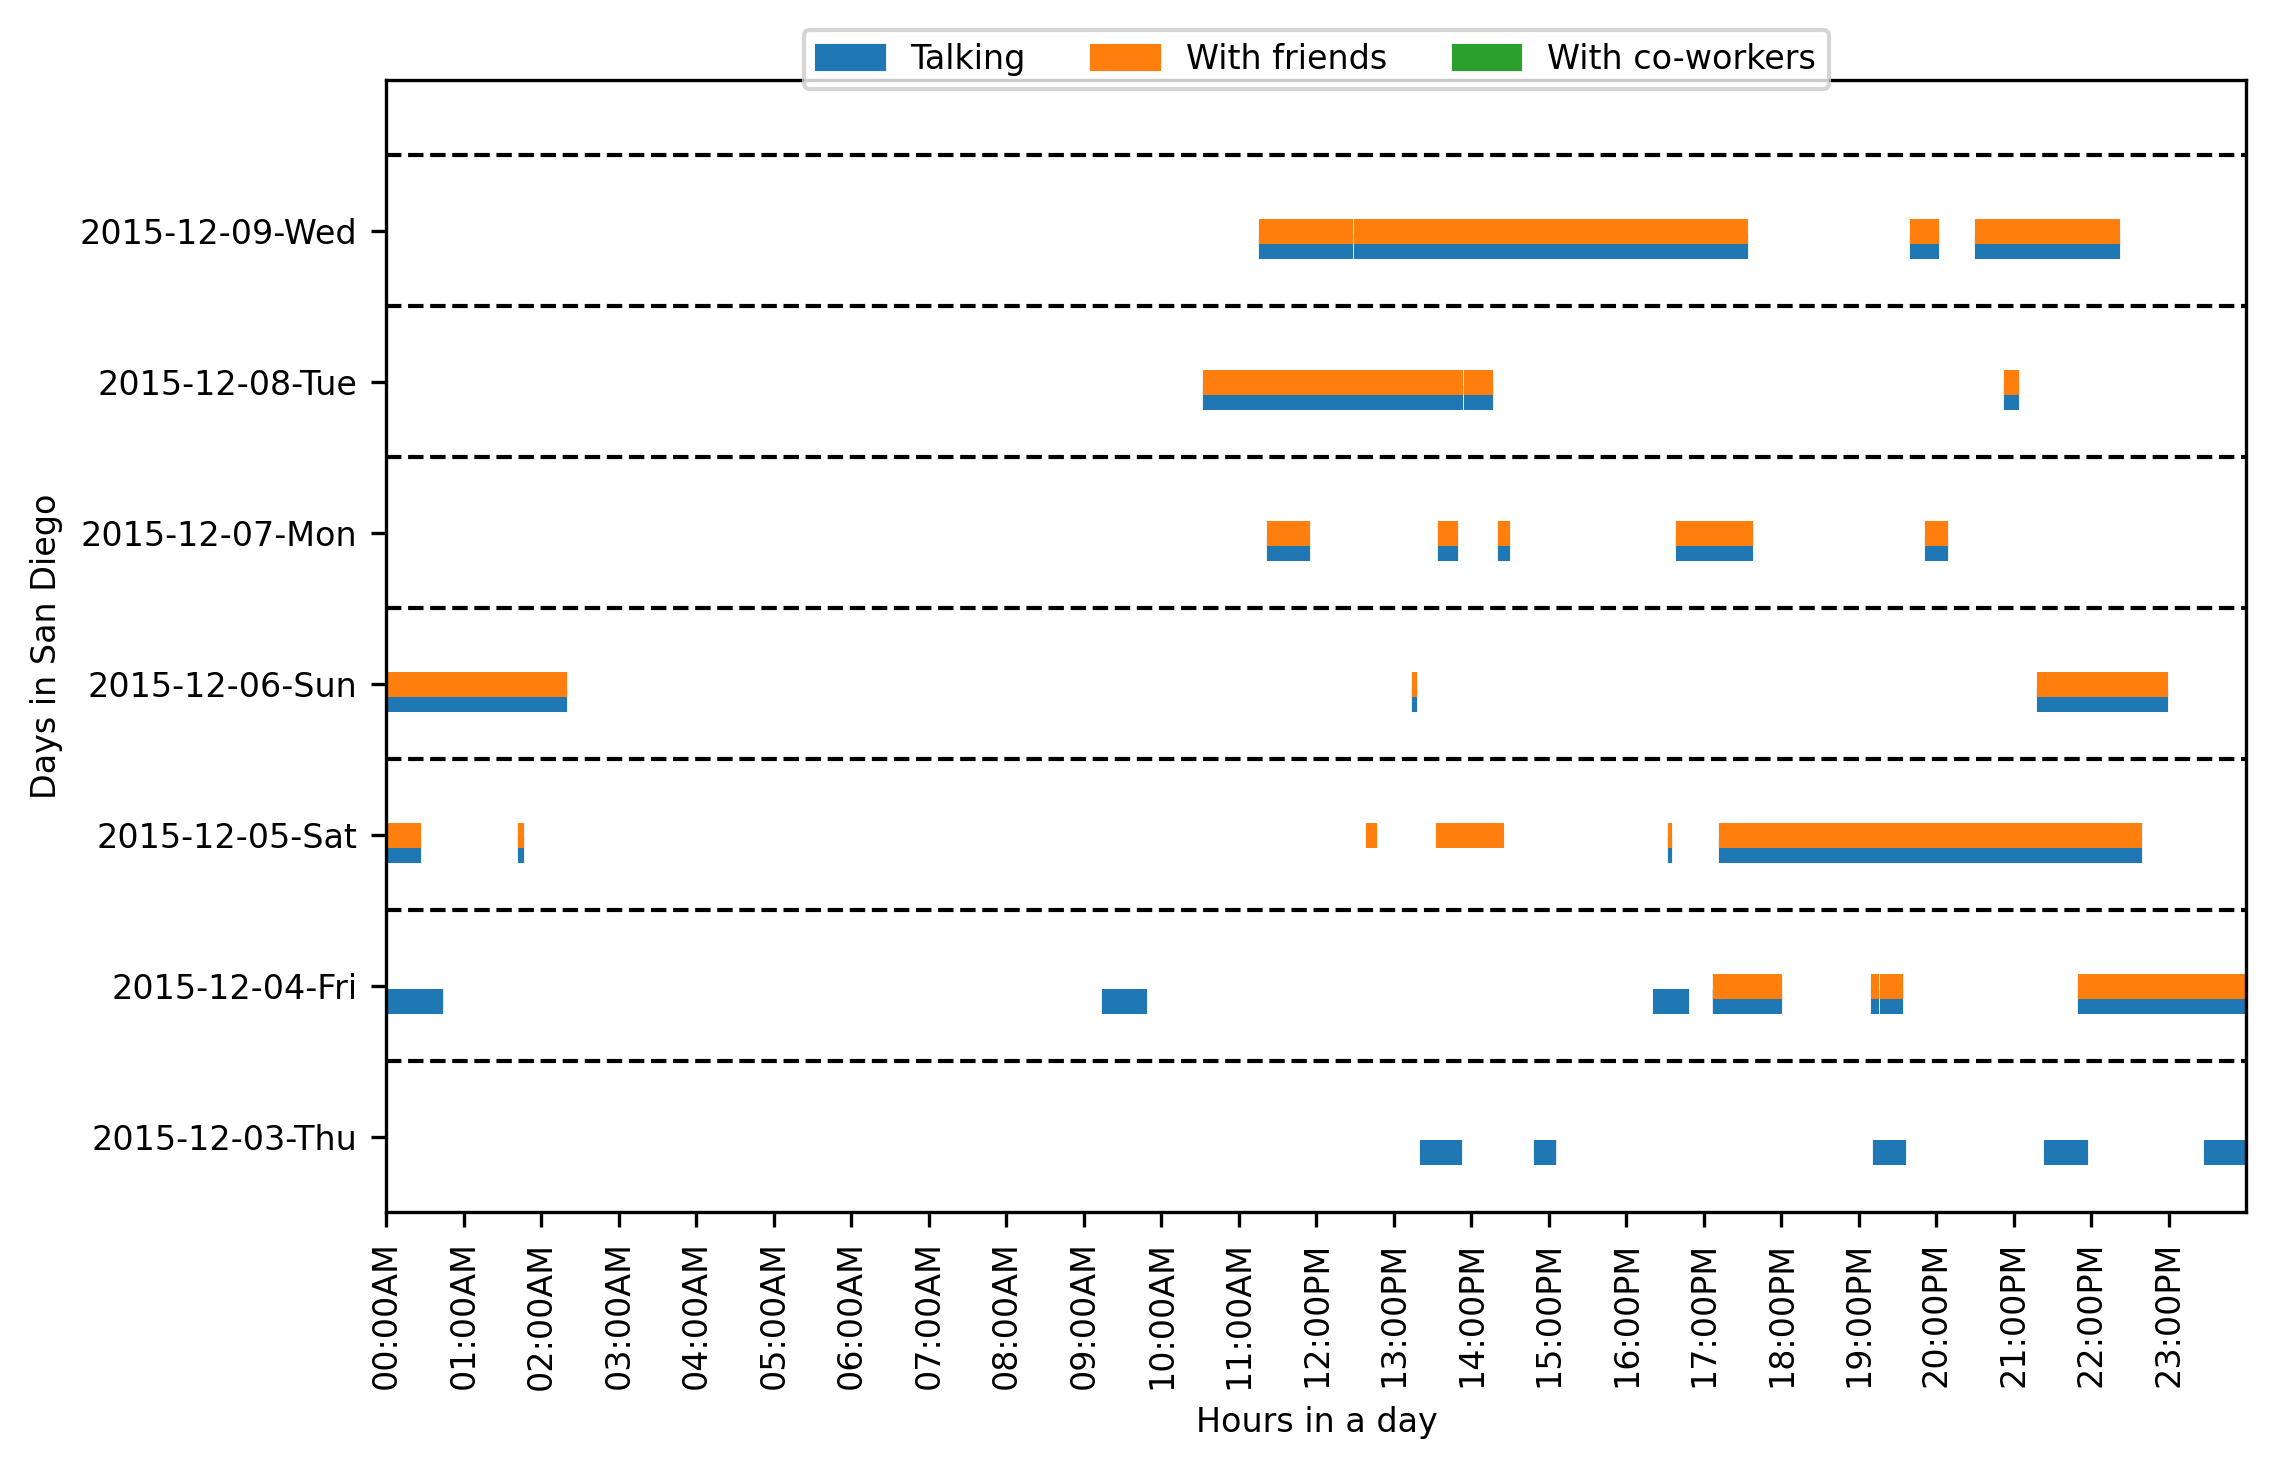 Talking With friends With co-workers
2015-12-09-Wed
2015-12-08-Tue
2015-12-07-Mon
2015-12-06-Sun
2015-12-05-Sat
2015-12-04-Fri
2015-12-03-Thu
Days in San Diego
00:00AM
01:00AM
02:00AM
03:00AM
04:00AM
05:00AM
06:00AM
07:00AM
08:00AM
09:00AM
10:00AM
11:00AM
12:00PM
13:00PM
14:00PM
15:00PM
16:00PM
17:00PM
18:00PM
19:00PM
20:00PM
21:00PM
22:00PM
23:00PM
Hours in a day